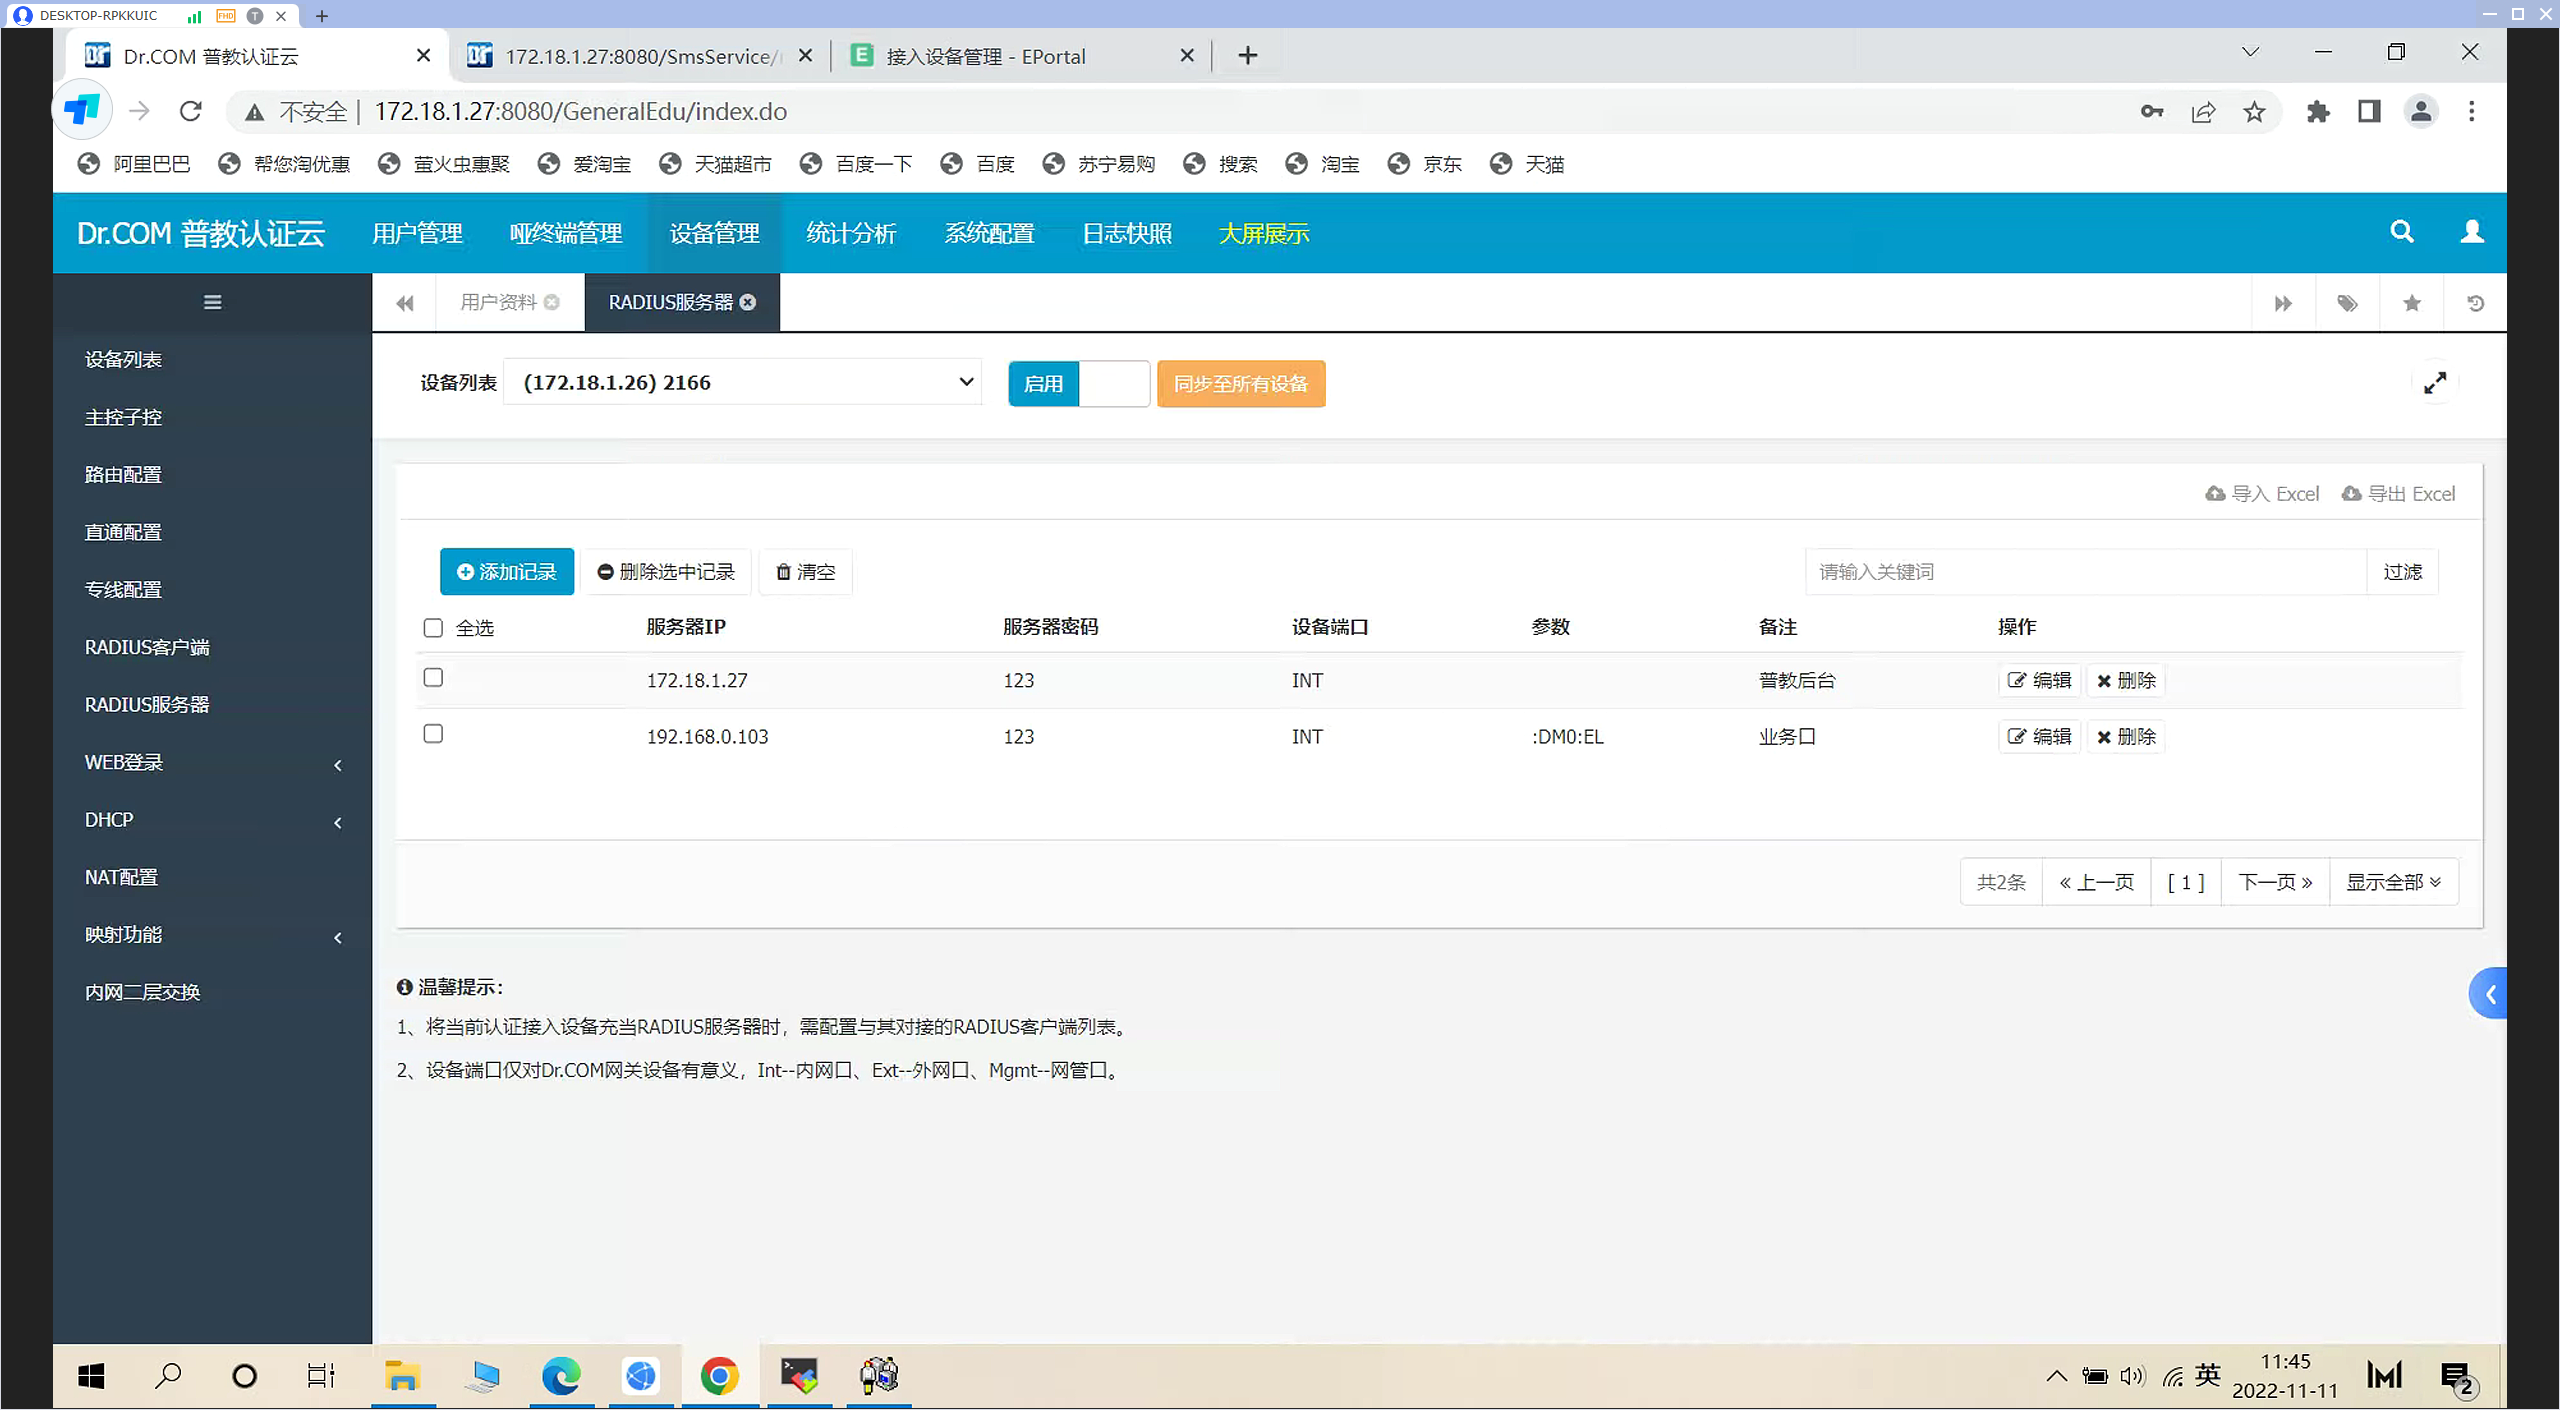 DESKTOP-RPKKUIC FHD T
Dr.COM 普教认证云
172.18.1.27:8080/SmsService/
接入设备管理 - EPortal
不安全 172.18.1.27:8080/GeneralEdu/index.do
阿里巴巴 帮您淘优惠 萤火虫惠聚 爱淘宝 天猫超市 百度一下 百度 苏宁易购 搜索 淘宝 京东 天猫
Dr.COM 普教认证云 用户管理 哑终端管理 设备管理 统计分析 系统配置 日志快照 大屏展示
用户资料 RADIUS服务器
设备列表
主控子控
路由配置
直通配置
专线配置
RADIUS客户端
RADIUS服务器
WEB登录
DHCP
NAT配置
映射功能
内网二层交换
设备列表 (172.18.1.26) 2166 启用 同步至所有设备
导入 Excel 导出 Excel
添加记录 删除选中记录 清空 请输入关键词 过滤
全选 服务器IP 服务器密码 设备端口 参数 备注 操作
172.18.1.27 123 INT 普教后台 编辑 删除
192.168.0.103 123 INT :DM0:EL 业务口 编辑 删除
共2条 « 上一页 [ 1 ] 下一页 » 显示全部
温馨提示：
1、将当前认证接入设备充当RADIUS服务器时，需配置与其对接的RADIUS客户端列表。
2、设备端口仅对Dr.COM网关设备有意义，Int--内网口、Ext--外网口、Mgmt--网管口。
英 11:45
2022-11-11
2